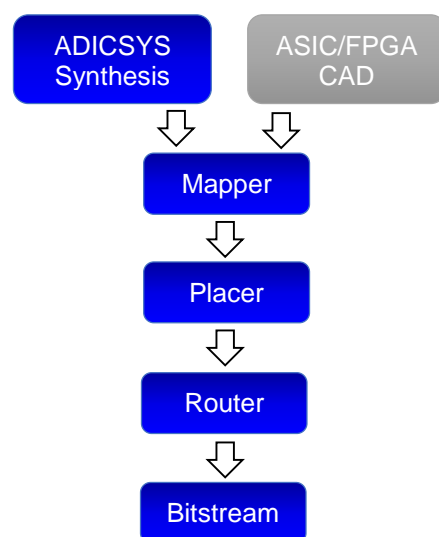 ADICSYS
Synthesis
ASIC/FPGA
CAD
Mapper
Placer
Router
Bitstream